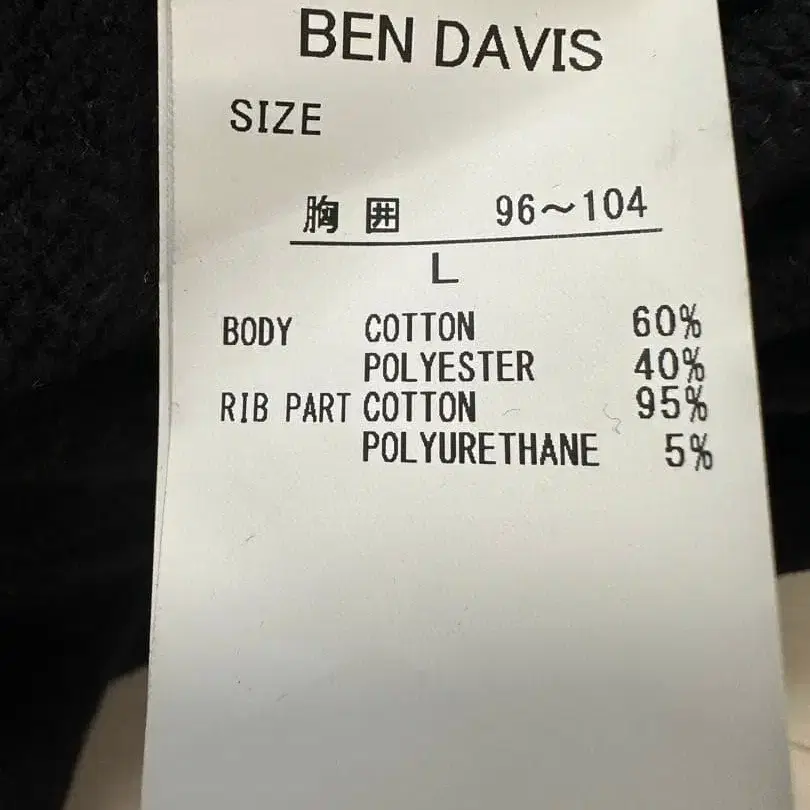 BEN DAVIS
SIZE
胸囲 96～104
L
BODY COTTON 60%
POLYESTER 40%
RIB PART COTTON 95%
POLYURETHANE 5%